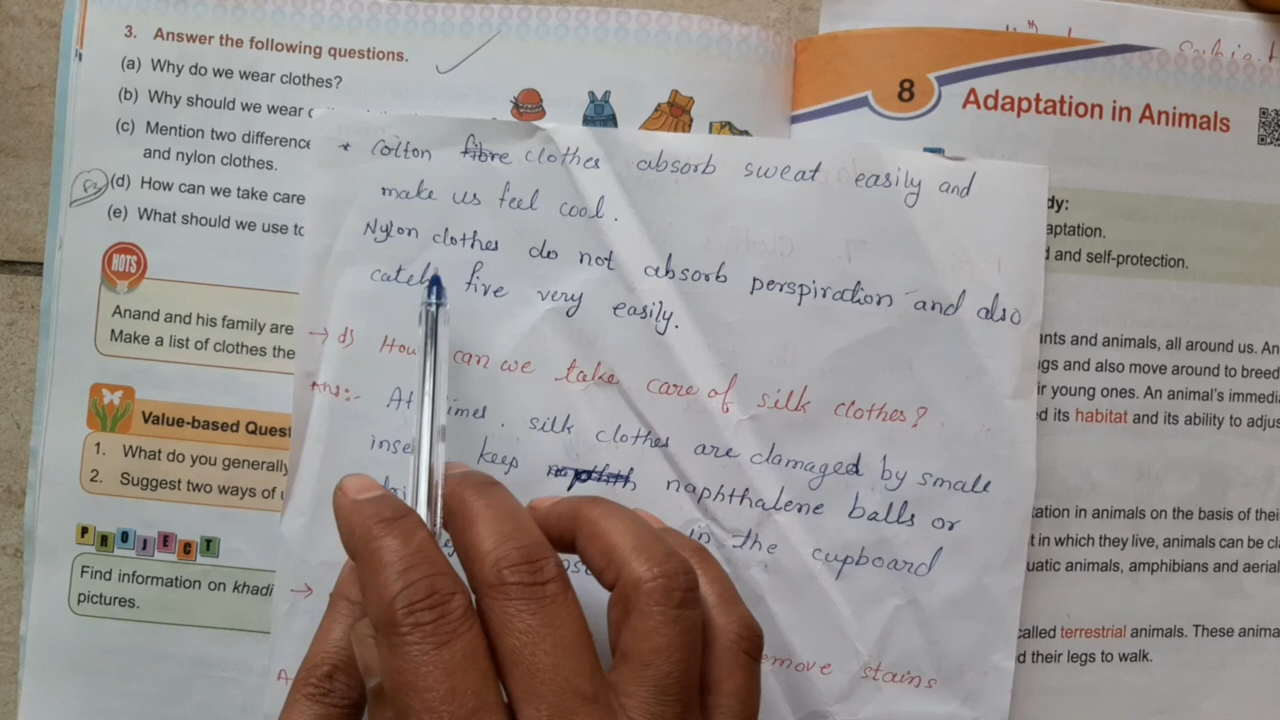 3. Answer the following questions.
(a) Why do we wear clothes?
(b) Why should we wear
(c) Mention two difference
and nylon clothes.
(d) How can we take care
(e) What should we use to
HOTS
Anand and his family are
Make a list of clothes the
Value-based Quest
1. What do you generally
2. Suggest two ways of
PROJECT
Find information on khadi
pictures.
* Cotton fibre clothes absorb sweat easily and
make us feel cool.
Nylon clothes do not absorb perspiration and also
catch fire very easily.
→ d) How can we take care of silk clothes?
Ans:- At times, silk clothes are damaged by small
keep naphthalene balls or
in the cupboard
→
remove stains
8
Adaptation in Animals
dy:
aptation.
and self-protection.
nts and animals, all around us. An
gs and also move around to breed
ir young ones. An animal's immedi
d its habitat and its ability to adjus
tation in animals on the basis of thei
t in which they live, animals can be cl
uatic animals, amphibians and aerial
called terrestrial animals. These anima
d their legs to walk.